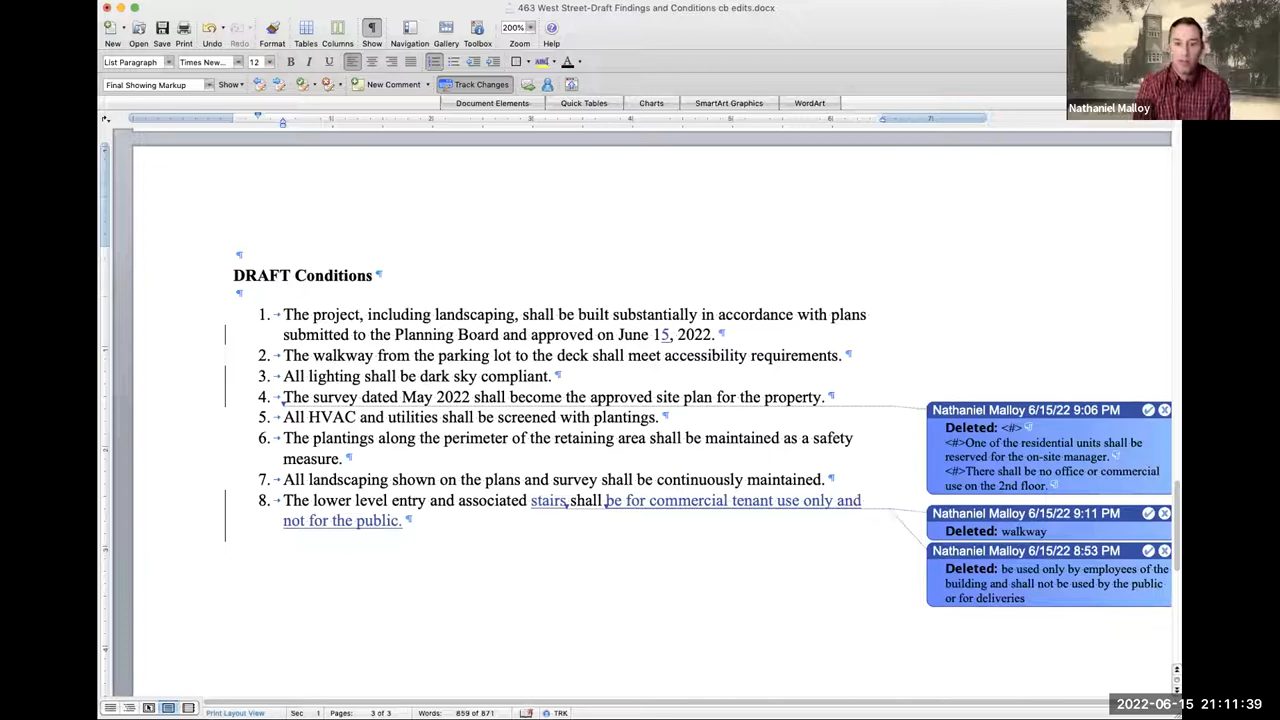 463 West Street-Draft Findings and Conditions cb edits.docx
200%
New Open Save Print Undo Redo Format Tables Columns Show Navigation Gallery Toolbox Zoom Help
List Paragraph Times New... 12 B I U A
Final Showing Markup Show New Comment Track Changes
Document Elements Quick Tables Charts SmartArt Graphics WordArt
Nathaniel Malloy
DRAFT Conditions
1. The project, including landscaping, shall be built substantially in accordance with plans
submitted to the Planning Board and approved on June 15, 2022.
2. The walkway from the parking lot to the deck shall meet accessibility requirements.
3. All lighting shall be dark sky compliant.
4. The survey dated May 2022 shall become the approved site plan for the property.
5. All HVAC and utilities shall be screened with plantings.
6. The plantings along the perimeter of the retaining area shall be maintained as a safety
measure.
7. All landscaping shown on the plans and survey shall be continuously maintained.
8. The lower level entry and associated stairs shall be for commercial tenant use only and
not for the public.
Nathaniel Malloy 6/15/22 9:06 PM
Deleted: <#>
<#>One of the residential units shall be
reserved for the on-site manager.
<#>There shall be no office or commercial
use on the 2nd floor.
Nathaniel Malloy 6/15/22 9:11 PM
Deleted: walkway
Nathaniel Malloy 6/15/22 8:53 PM
Deleted: be used only by employees of the
building and shall not be used by the public
or for deliveries
Print Layout View Sec 1 Pages: 3 of 3 Words: 859 of 871 TRK
2022-06-15 21:11:39